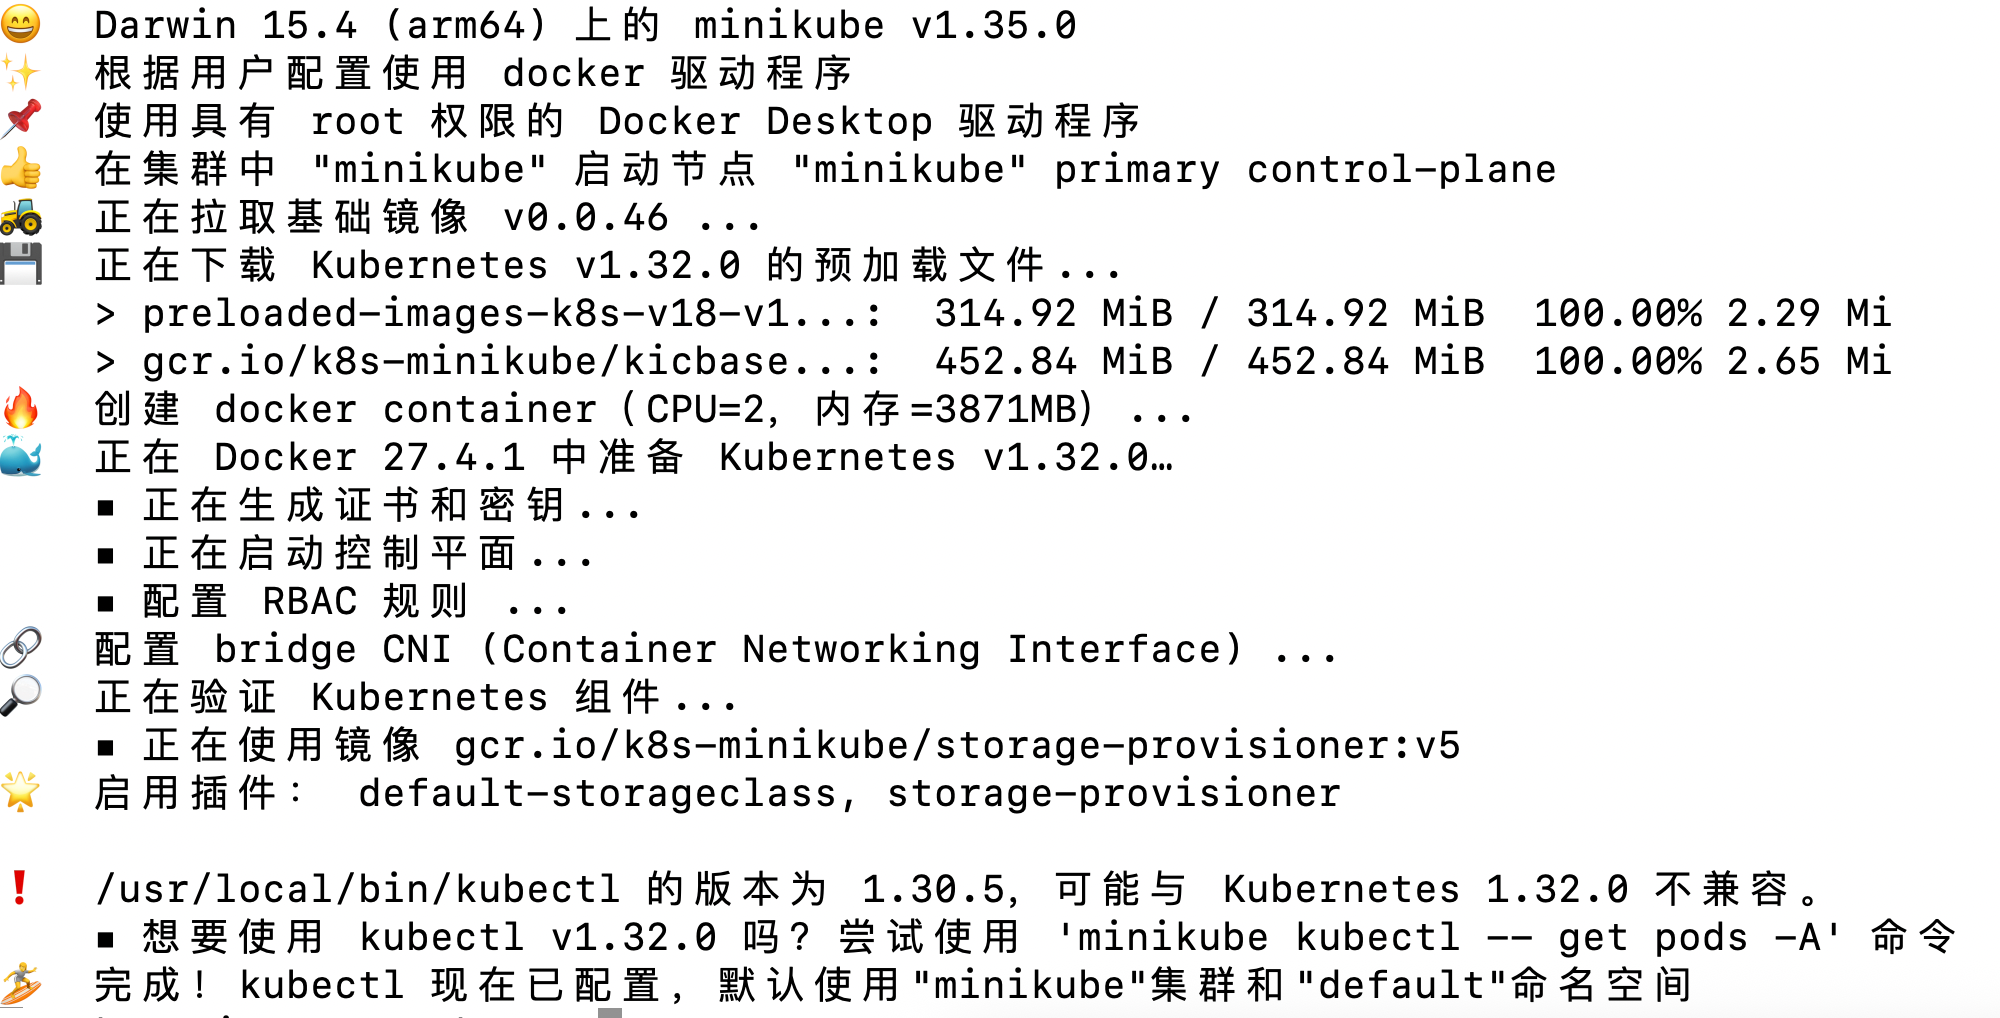 Darwin 15.4 (arm64) 上的 minikube v1.35.0
根据用户配置使用 docker 驱动程序
使用具有 root 权限的 Docker Desktop 驱动程序
在集群中 "minikube" 启动节点 "minikube" primary control-plane
正在拉取基础镜像 v0.0.46 ...
正在下载 Kubernetes v1.32.0 的预加载文件...
> preloaded-images-k8s-v18-v1...:  314.92 MiB / 314.92 MiB  100.00% 2.29 Mi
> gcr.io/k8s-minikube/kicbase...:  452.84 MiB / 452.84 MiB  100.00% 2.65 Mi
创建 docker container（CPU=2，内存=3871MB） ...
正在 Docker 27.4.1 中准备 Kubernetes v1.32.0…
▪ 正在生成证书和密钥...
▪ 正在启动控制平面...
▪ 配置 RBAC 规则 ...
配置 bridge CNI (Container Networking Interface) ...
正在验证 Kubernetes 组件...
▪ 正在使用镜像 gcr.io/k8s-minikube/storage-provisioner:v5
启用插件： default-storageclass, storage-provisioner
/usr/local/bin/kubectl 的版本为 1.30.5，可能与 Kubernetes 1.32.0 不兼容。
▪ 想要使用 kubectl v1.32.0 吗？尝试使用 'minikube kubectl -- get pods -A' 命令
完成！kubectl 现在已配置，默认使用"minikube"集群和"default"命名空间